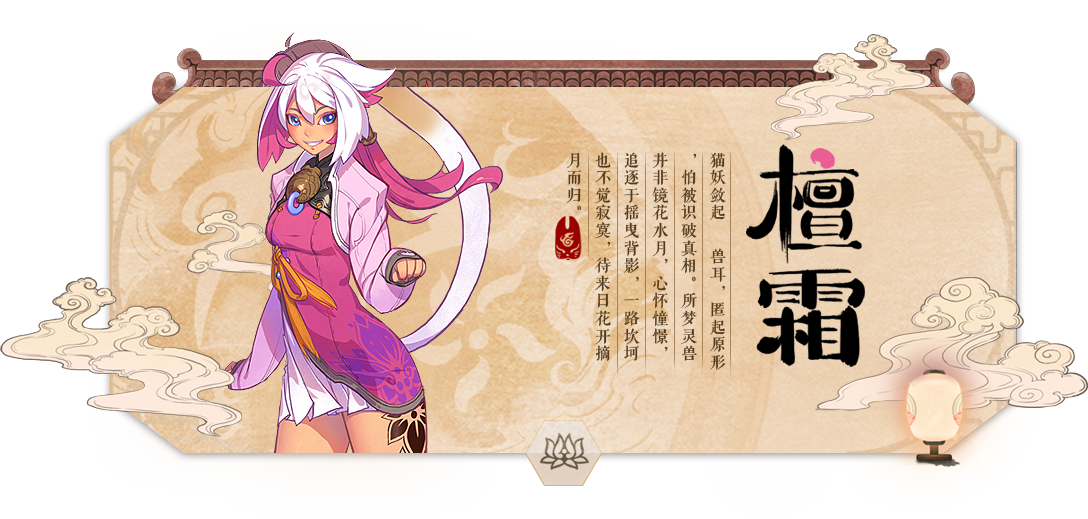 檀霜
猫妖敛起 兽耳，匿起原形
，怕被识破真相。所梦灵兽
并非镜花水月，心怀憧憬，
追逐于摇曳背影，一路坎坷
也不觉寂寞，待来日花开摘
月而归。